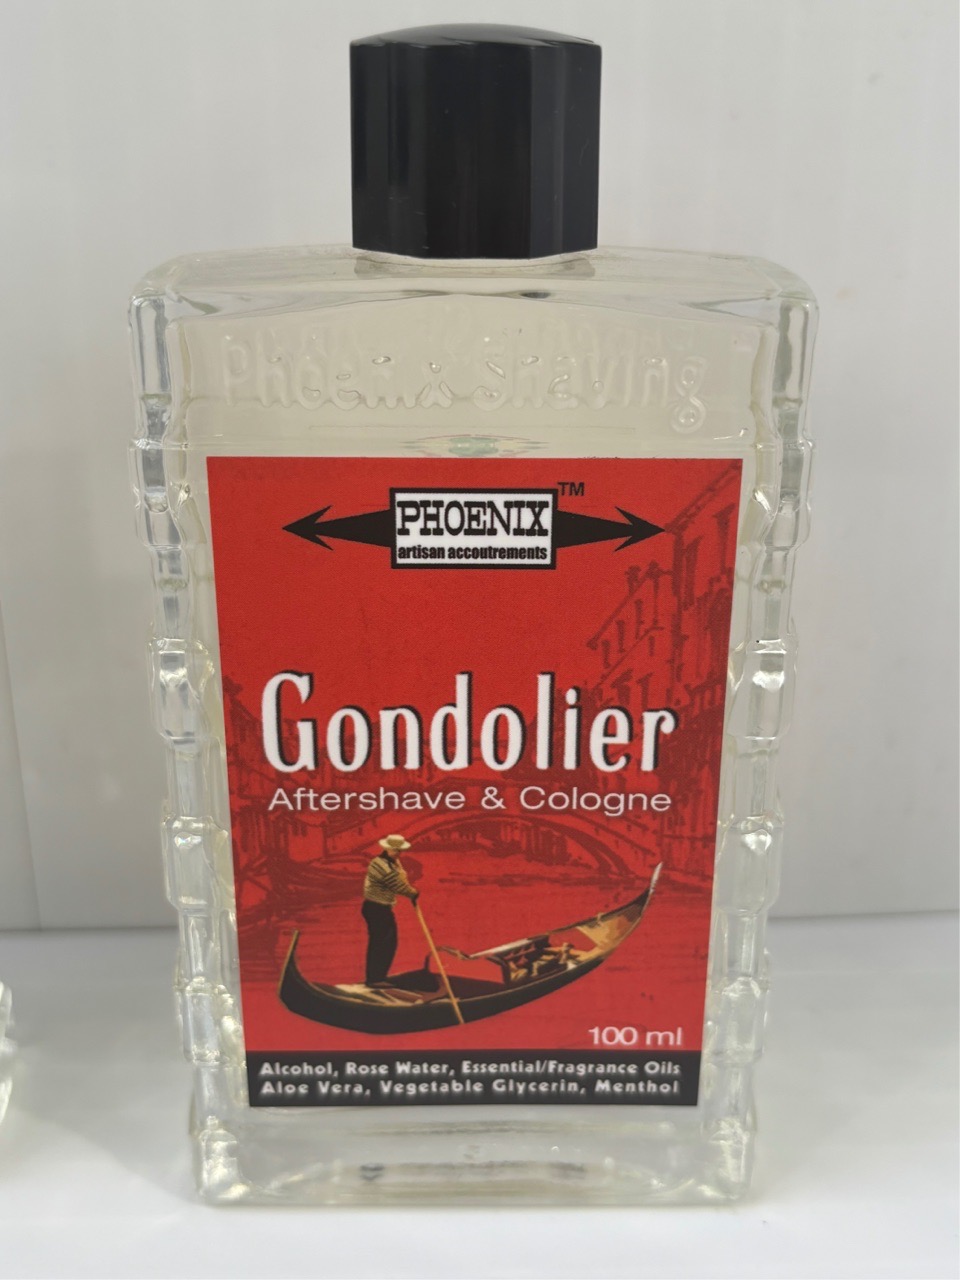 Phoenix Shaving
PHOENIX TM
artisan accoutrements
Gondolier
Aftershave & Cologne
100 ml
Alcohol, Rose Water, Essential/Fragrance Oils
Aloe Vera, Vegetable Glycerin, Menthol